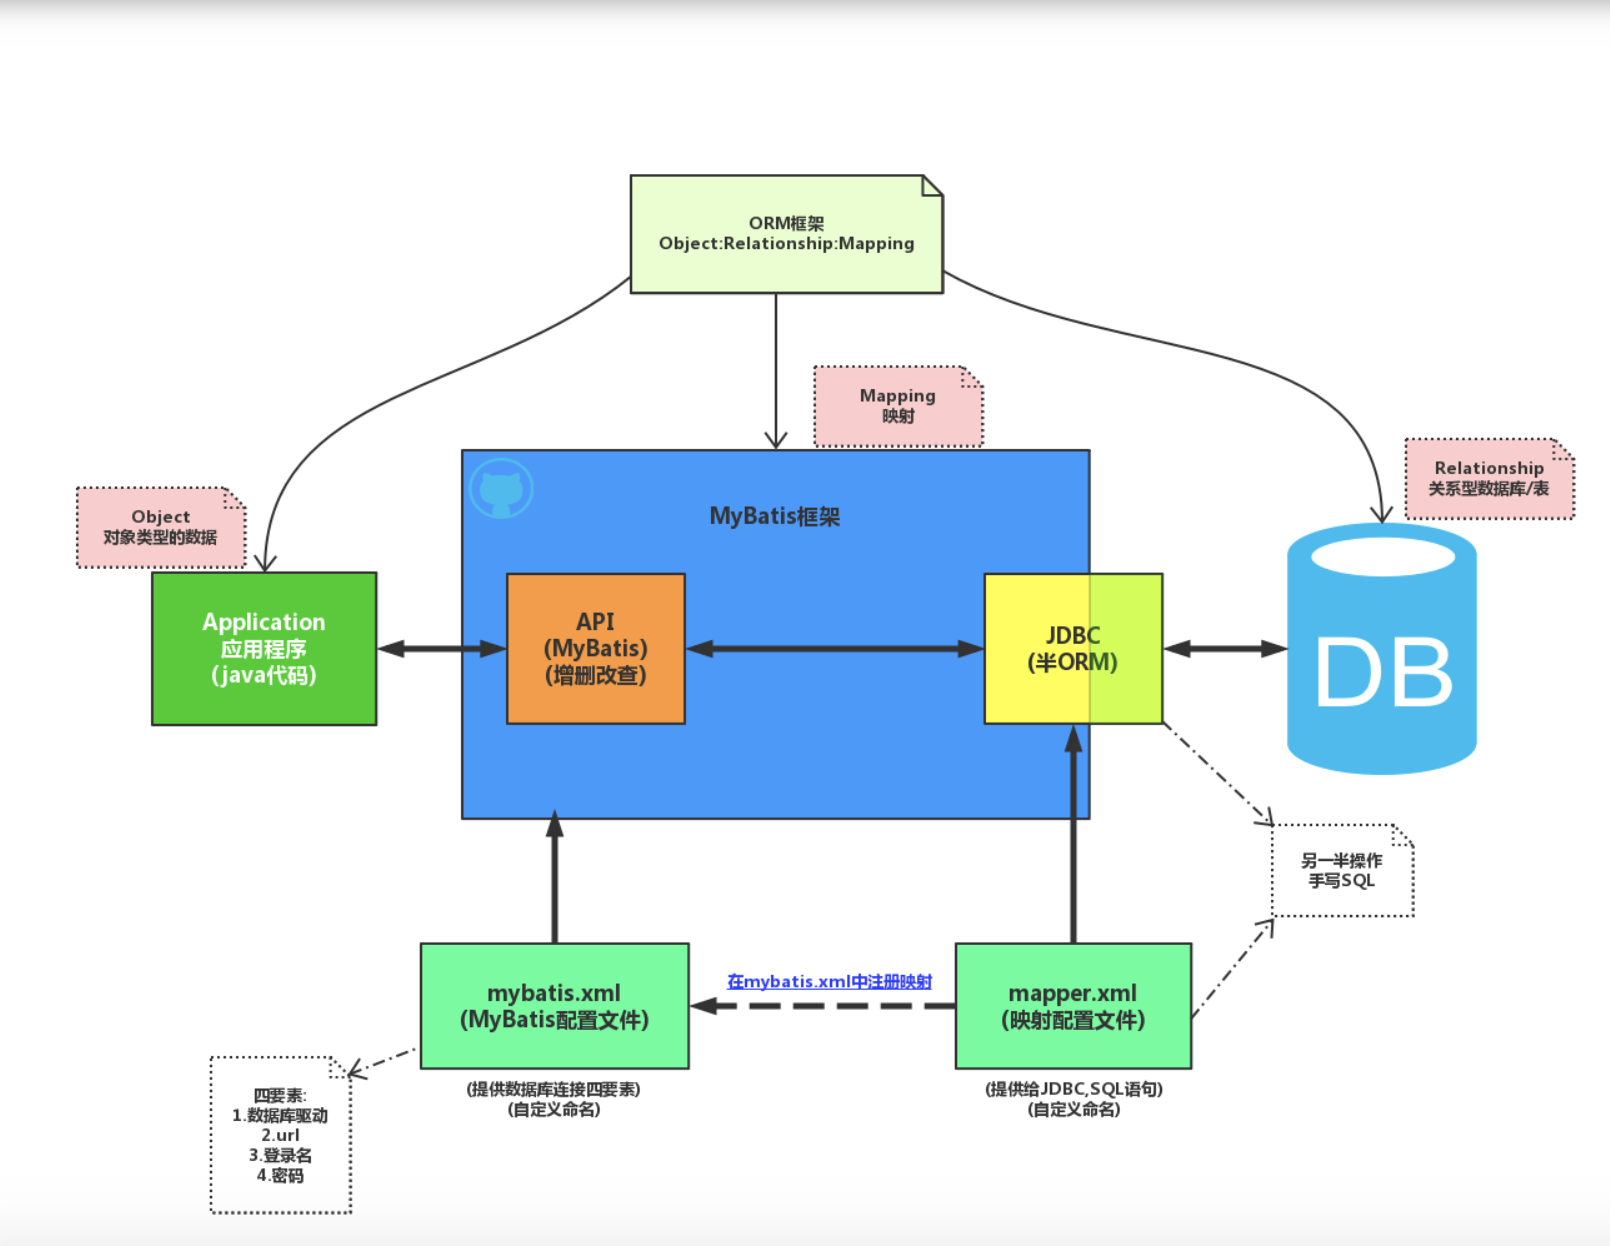 ORM框架
Object:Relationship:Mapping
Mapping
映射
Relationship
关系型数据库/表
Object
对象类型的数据
MyBatis框架
Application
应用程序
(java代码)
API
(MyBatis)
(增删改查)
JDBC
(半ORM)
DB
另一半操作
手写SQL
mybatis.xml
(MyBatis配置文件)
在mybatis.xml中注册映射
mapper.xml
(映射配置文件)
(提供数据库连接四要素)
(自定义命名)
(提供给JDBC,SQL语句)
(自定义命名)
四要素:
1.数据库驱动
2.url
3.登录名
4.密码